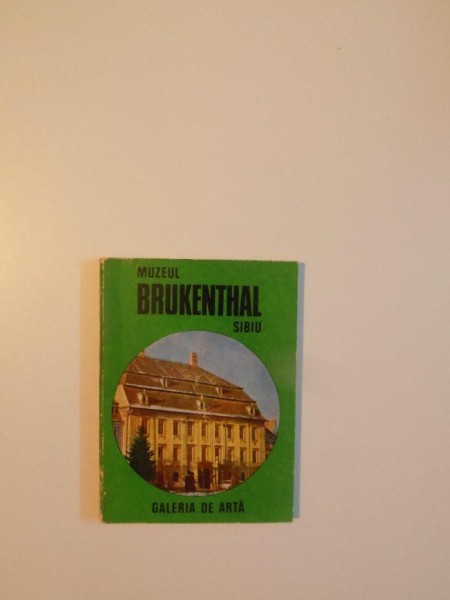 MUZEUL
BRUKENTHAL
SIBIU
GALERIA DE ARTĂ